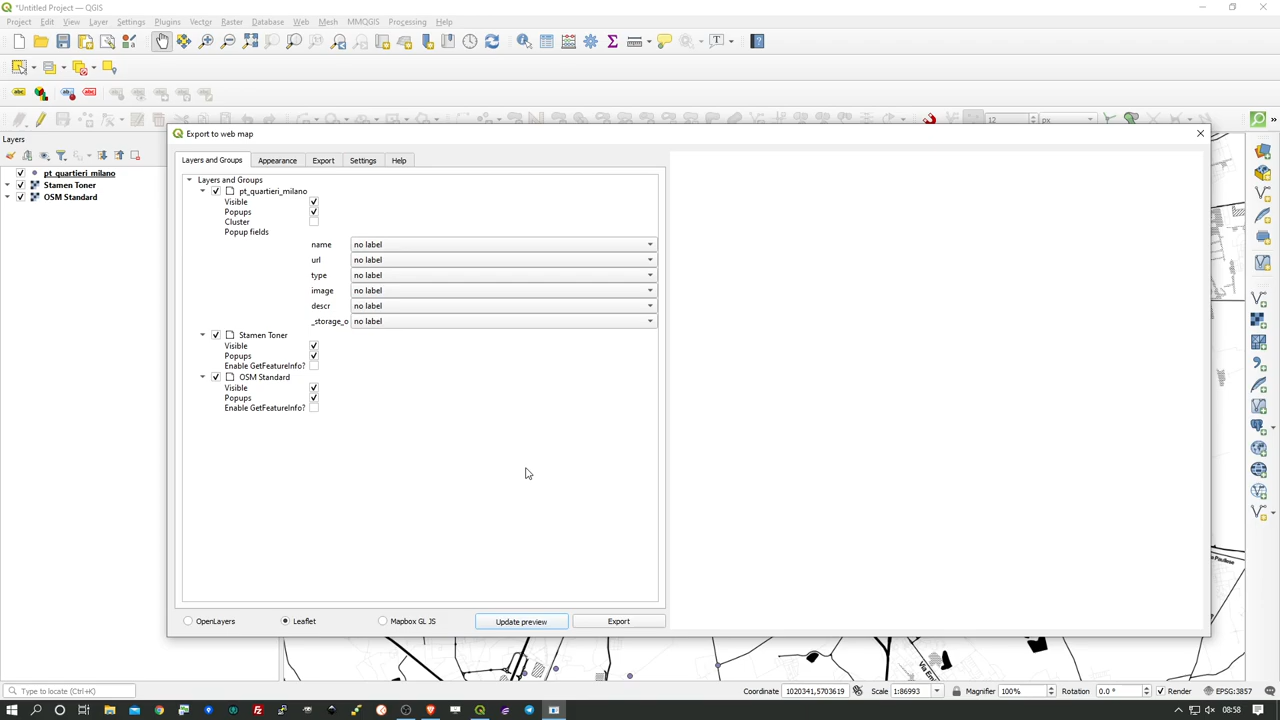 *Untitled Project — QGIS
Project Edit View Layer Settings Plugins Vector Raster Database Web Mesh MMQGIS Processing Help
12 px
Layers
pt_quartieri_milano
Stamen Toner
OSM Standard
Export to web map
Layers and Groups Appearance Export Settings Help
Layers and Groups
pt_quartieri_milano
Visible
Popups
Cluster
Popup fields
name no label
url no label
type no label
image no label
descr no label
_storage_o no label
Stamen Toner
Visible
Popups
Enable GetFeatureInfo?
OSM Standard
Visible
Popups
Enable GetFeatureInfo?
OpenLayers Leaflet Mapbox GL JS Update preview Export
Type to locate (Ctrl+K) Coordinate 1020341,5703619 Scale 1:86993 Magnifier 100% Rotation 0.0 ° Render EPSG:3857
08:58